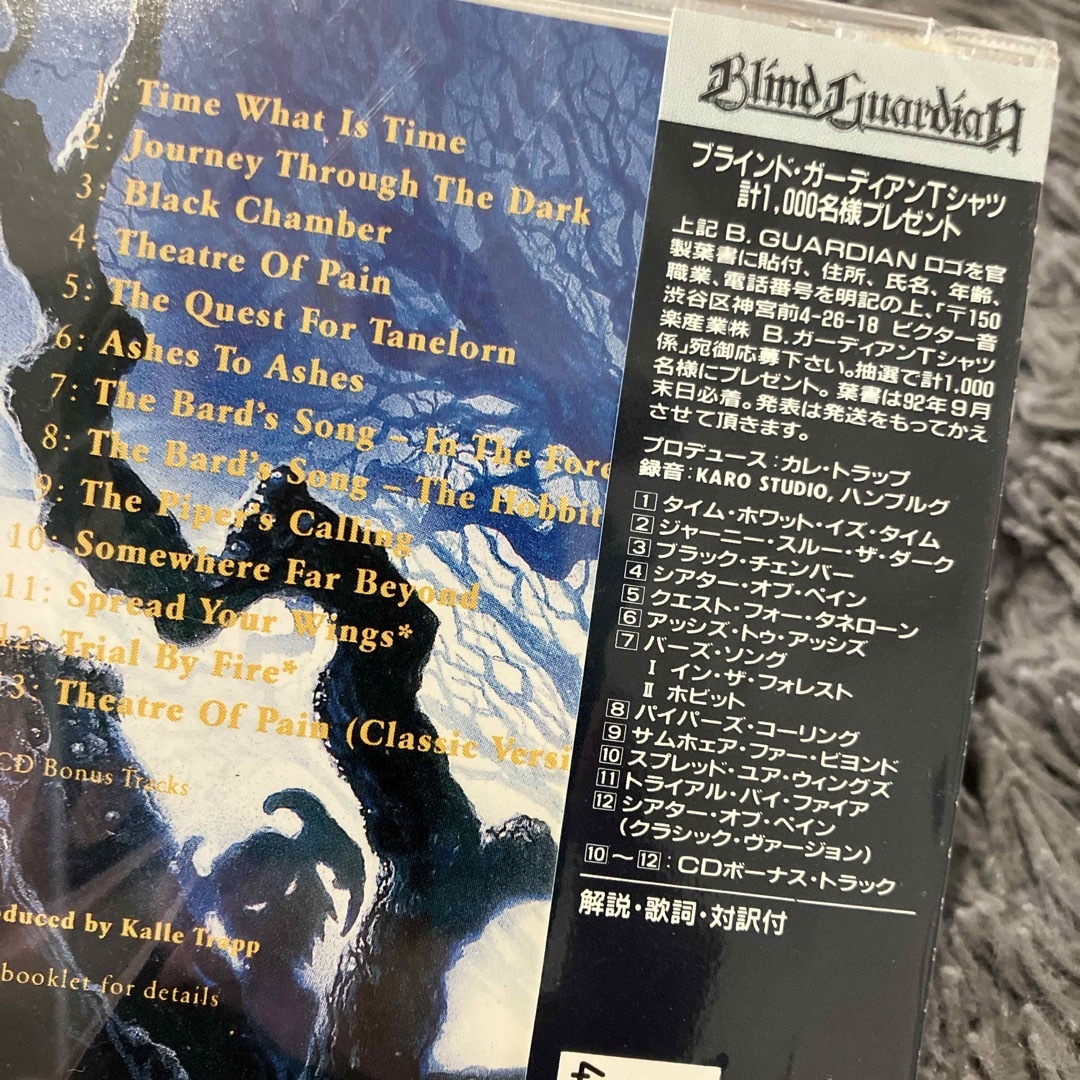 1: Time What Is Time
2: Journey Through The Dark
3: Black Chamber
4: Theatre Of Pain
5: The Quest For Tanelorn
6: Ashes To Ashes
7: The Bard's Song – In The Fore
8: The Bard's Song – The Hobbit
9: The Piper's Calling
10: Somewhere Far Beyond
11: Spread Your Wings*
12: Trial By Fire*
3: Theatre Of Pain (Classic Versi
CD Bonus Tracks
duced by Kalle Trapp
booklet for details
Blind Guardian
ブラインド・ガーディアンTシャツ
計1,000名様プレゼント
上記 B. GUARDIAN ロゴを官
製葉書に貼付、住所、氏名、年齢、
職業、電話番号を明記の上、「〒150
渋谷区神宮前4-26-18 ビクター音
楽産業株 B.ガーディアンTシャツ
係」宛御応募下さい。抽選で計1,000
名様にプレゼント。葉書は92年9月
末日必着。発表は発送をもってかえ
させて頂きます。
プロデュース:カレ・トラップ
録音:KARO STUDIO, ハンブルグ
1 タイム・ホワット・イズ・タイム
2 ジャーニー・スルー・ザ・ダーク
3 ブラック・チェンバー
4 シアター・オブ・ペイン
5 クエスト・フォー・タネローン
6 アッシズ・トゥ・アッシズ
7 バーズ・ソング
I イン・ザ・フォレスト
II ホビット
8 パイパーズ・コーリング
9 サムホェア・ファー・ビヨンド
10 スプレッド・ユア・ウィングズ
11 トライアル・バイ・ファイア
12 シアター・オブ・ペイン
(クラシック・ヴァージョン)
10〜12:CDボーナス・トラック
解説・歌詞・対訳付
4